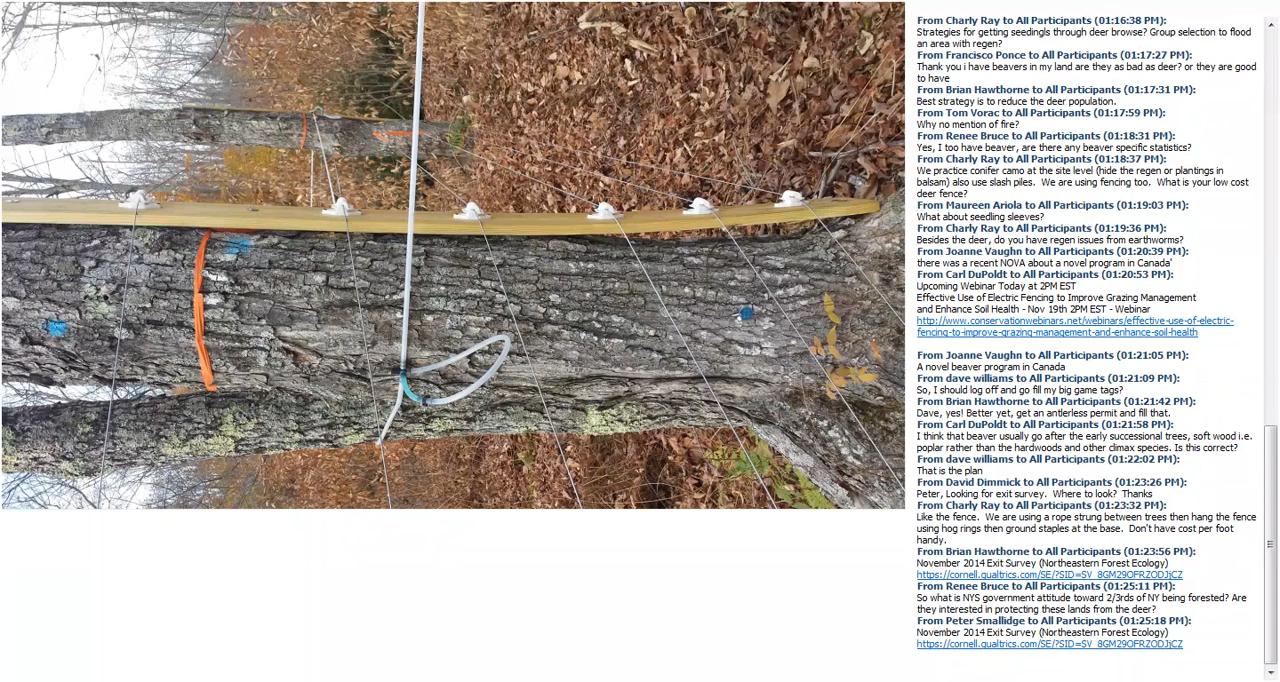 From Charly Ray to All Participants (01:16:38 PM):
Strategies for getting seedingls through deer browse? Group selection to flood
an area with regen?
From Francisco Ponce to All Participants (01:17:27 PM):
Thank you i have beavers in my land are they as bad as deer? or they are good
to have
From Brian Hawthorne to All Participants (01:17:31 PM):
Best strategy is to reduce the deer population.
From Tom Vorac to All Participants (01:17:59 PM):
Why no mention of fire?
From Renee Bruce to All Participants (01:18:31 PM):
Yes, I too have beaver, are there any beaver specific statistics?
From Charly Ray to All Participants (01:18:37 PM):
We practice conifer camo at the site level (hide the regen or plantings in
balsam) also use slash piles.  We are using fencing too.  What is your low cost
deer fence?
From Maureen Ariola to All Participants (01:19:03 PM):
What about seedling sleeves?
From Charly Ray to All Participants (01:19:36 PM):
Besides the deer, do you have regen issues from earthworms?
From Joanne Vaughn to All Participants (01:20:39 PM):
there was a recent NOVA about a novel program in Canada'
From Carl DuPoldt to All Participants (01:20:53 PM):
Upcoming Webinar Today at 2PM EST
Effective Use of Electric Fencing to Improve Grazing Management
and Enhance Soil Health - Nov 19th 2PM EST - Webinar
http://www.conservationwebinars.net/webinars/effective-use-of-electric-
fencing-to-improve-grazing-management-and-enhance-soil-health
From Joanne Vaughn to All Participants (01:21:05 PM):
A novel beaver program in Canada
From dave williams to All Participants (01:21:09 PM):
So, I should log off and go fill my big game tags?
From Brian Hawthorne to All Participants (01:21:42 PM):
Dave, yes! Better yet, get an antlerless permit and fill that.
From Carl DuPoldt to All Participants (01:21:58 PM):
I think that beaver usually go after the early successional trees, soft wood i.e.
poplar rather than the hardwoods and other climax species. Is this correct?
From dave williams to All Participants (01:22:02 PM):
That is the plan
From David Dimmick to All Participants (01:23:26 PM):
Peter, Looking for exit survey.  Where to look?  Thanks
From Charly Ray to All Participants (01:23:32 PM):
Like the fence.  We are using a rope strung between trees then hang the fence
using hog rings then ground staples at the base.  Don't have cost per foot
handy.
From Brian Hawthorne to All Participants (01:23:56 PM):
November 2014 Exit Survey (Northeastern Forest Ecology)
https://cornell.qualtrics.com/SE/?SID=SV_8GM29OFRZODJjCZ
From Renee Bruce to All Participants (01:25:11 PM):
So what is NYS government attitude toward 2/3rds of NY being forested? Are
they interested in protecting these lands from the deer?
From Peter Smallidge to All Participants (01:25:18 PM):
November 2014 Exit Survey (Northeastern Forest Ecology)
https://cornell.qualtrics.com/SE/?SID=SV_8GM29OFRZODJjCZ